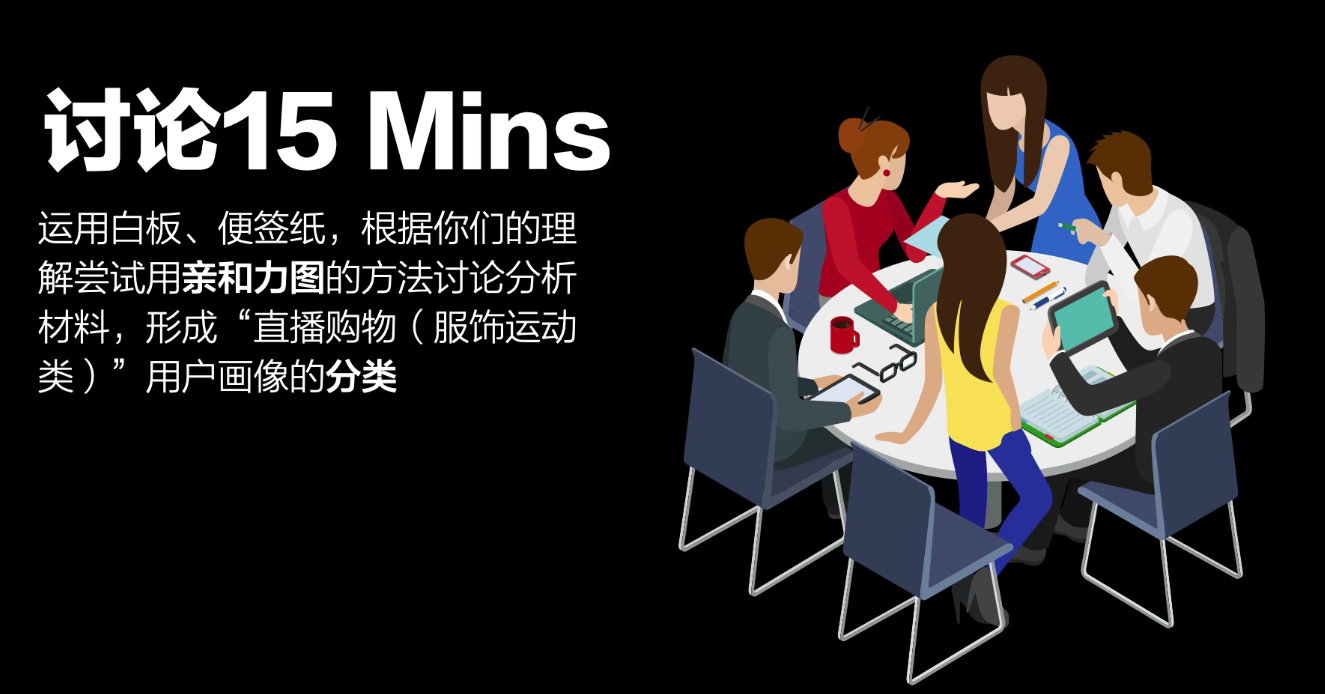 讨论15 Mins
运用白板、便签纸，根据你们的理
解尝试用亲和力图的方法讨论分析
材料，形成“直播购物（服饰运动
类）”用户画像的分类